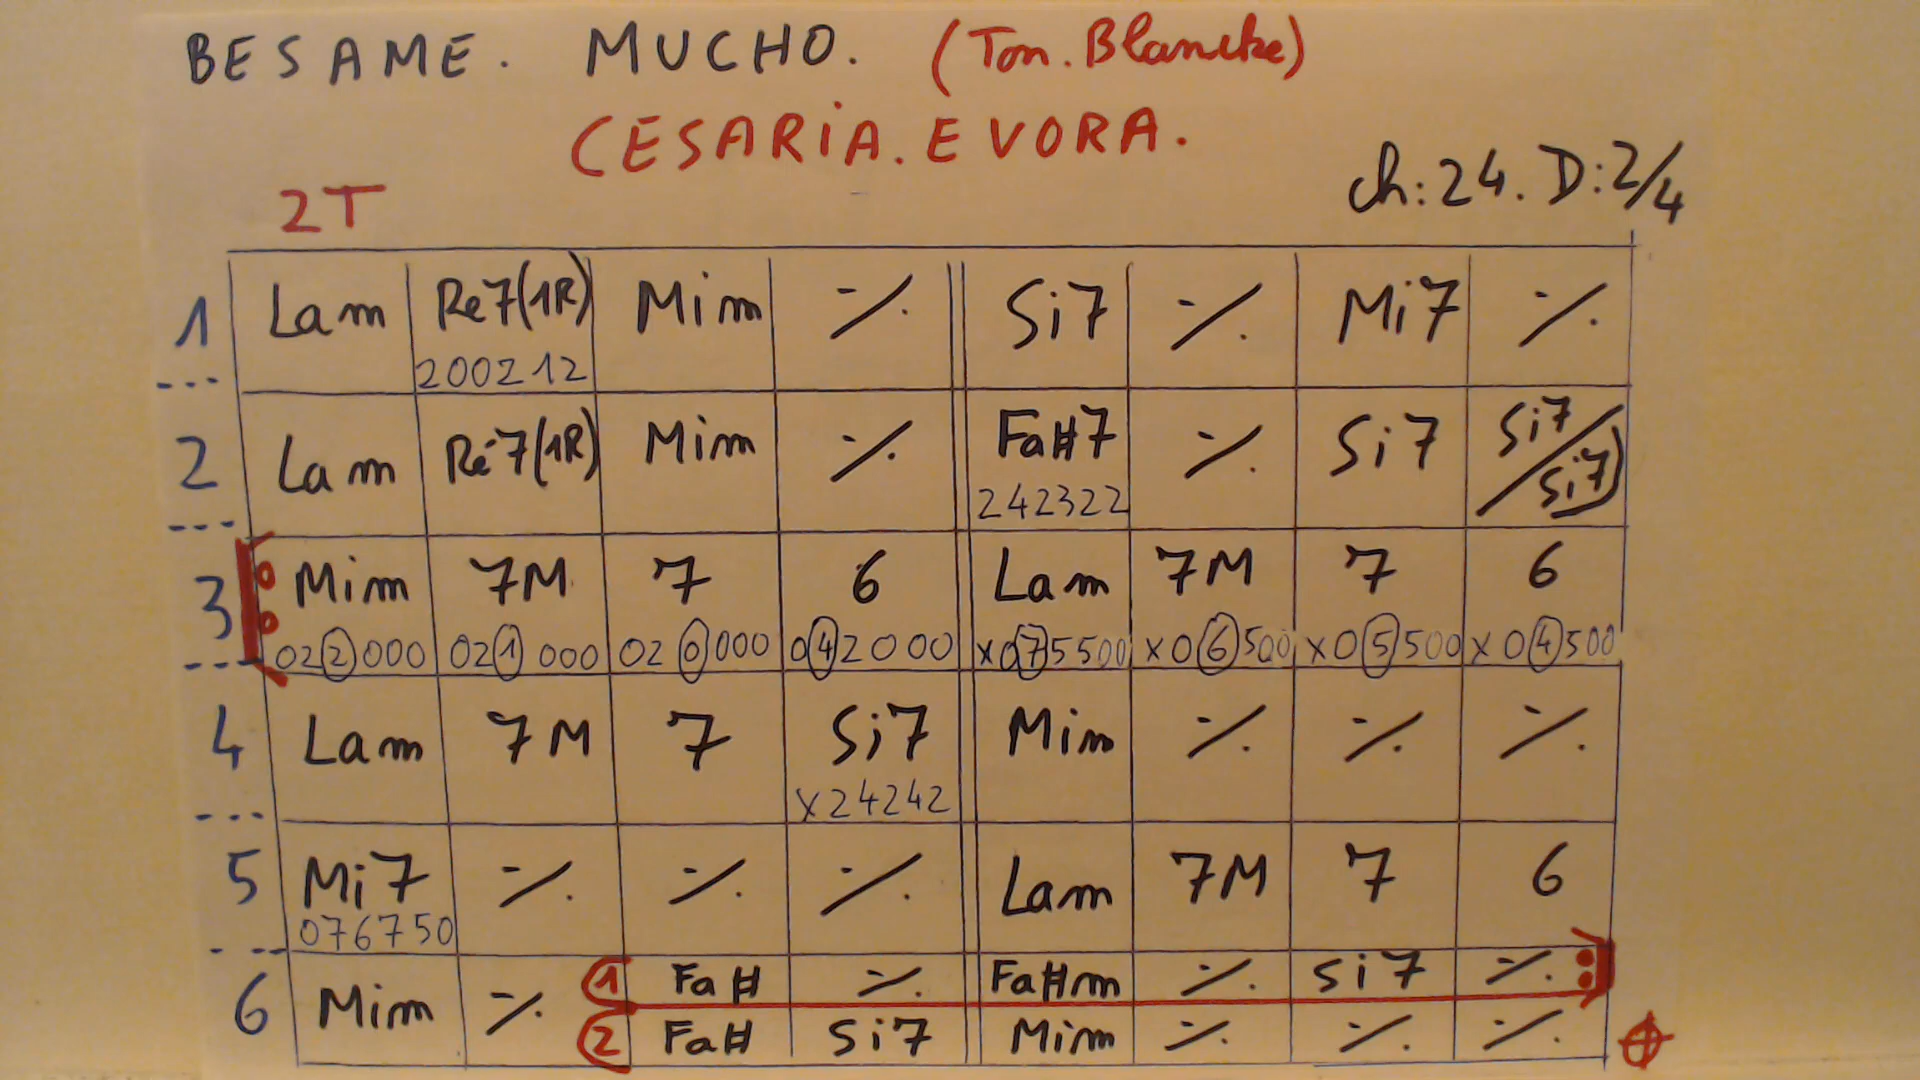 BESAME. MUCHO. (Ton. Blanche)
CESARIA. EVORA.
2T
ch: 24. D: 2/4
1 Lam Re7(1R) Mim ⁒ Si7 ⁒ Mi7 ⁒
200212
2 Lam Ré7(1R) Mim ⁒ Fa#7 ⁒ Si7 Si7/Si7)
242322
3 Mim 7M 7 6 Lam 7M 7 6
022000 021000 020000 042000 x075500 x06500 x05500 x04500
4 Lam 7M 7 Si7 Mim ⁒ ⁒ ⁒
x24242
5 Mi7 ⁒ ⁒ ⁒ Lam 7M 7 6
076750
6 Mim ⁒ 1 Fa# ⁒ Fa#m ⁒ Si7 ⁒
2 Fa# Si7 Mim ⁒ ⁒ ⁒